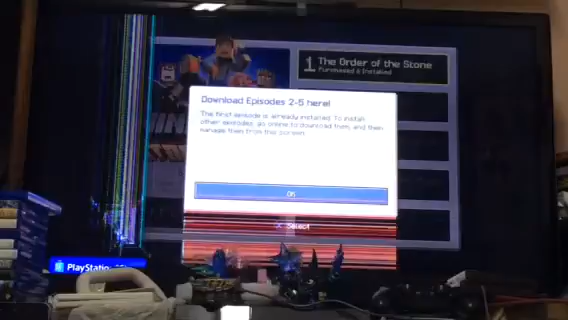 1 The Order of the Stone
Purchased & Installed
Download Episodes 2-5 here!
The first episode is already installed. To install
other episodes, go online to download them, and then
manage them from this screen.
OK
Select
PlayStation